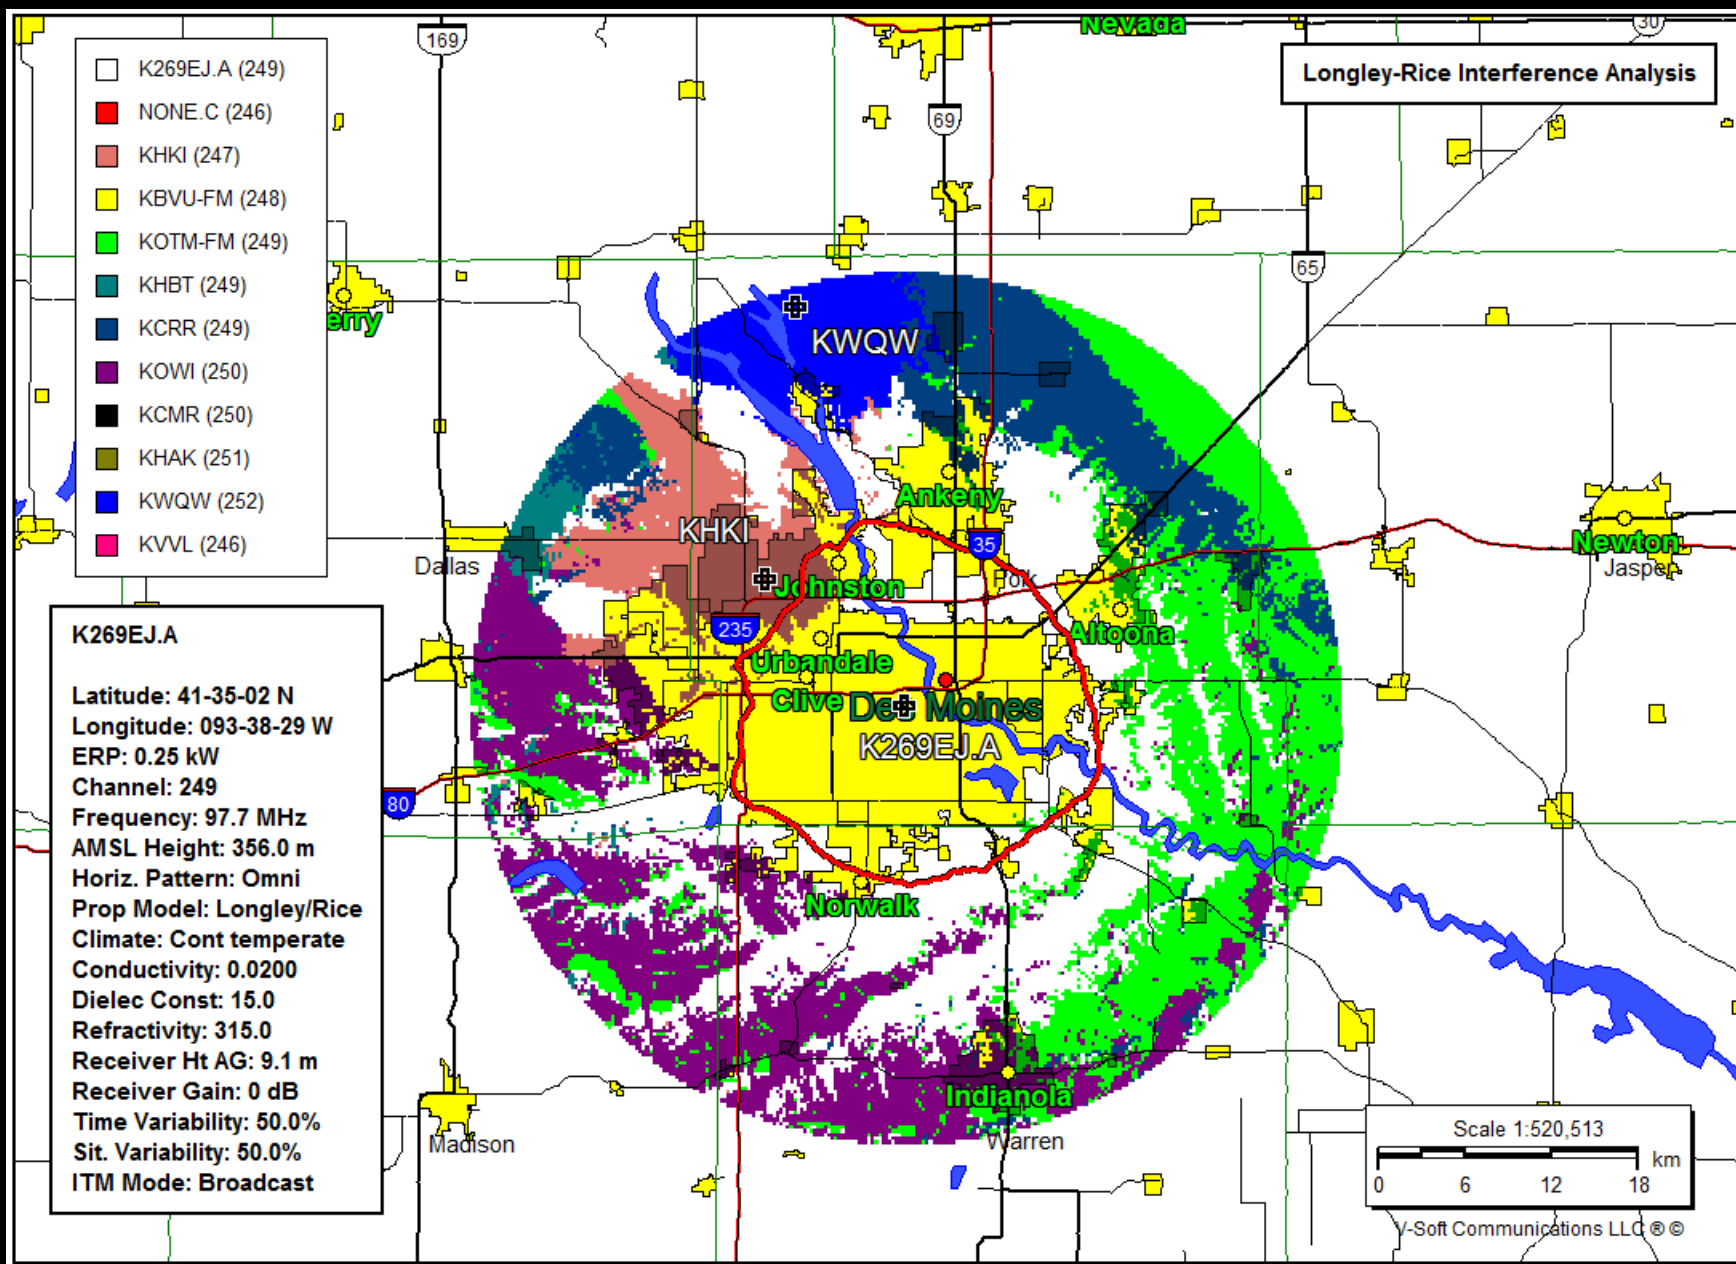 Nevada
30
169
K269EJ.A (249)
NONE.C (246)
KHKI (247)
KBVU-FM (248)
KOTM-FM (249)
KHBT (249)
KCRR (249)
KOWI (250)
KCMR (250)
KHAK (251)
KWQW (252)
KVVL (246)
Longley-Rice Interference Analysis
69
65
erry
KWQW
Ankeny
KHKI
35
Newton
Jasper
Dallas
Polk
Johnston
235
Altoona
Urbandale
Clive
Des Moines
K269EJ.A
80
Norwalk
Indianola
Warren
Madison
K269EJ.A
Latitude: 41-35-02 N
Longitude: 093-38-29 W
ERP: 0.25 kW
Channel: 249
Frequency: 97.7 MHz
AMSL Height: 356.0 m
Horiz. Pattern: Omni
Prop Model: Longley/Rice
Climate: Cont temperate
Conductivity: 0.0200
Dielec Const: 15.0
Refractivity: 315.0
Receiver Ht AG: 9.1 m
Receiver Gain: 0 dB
Time Variability: 50.0%
Sit. Variability: 50.0%
ITM Mode: Broadcast
Scale 1:520,513
km
0 6 12 18
V-Soft Communications LLC ® ©